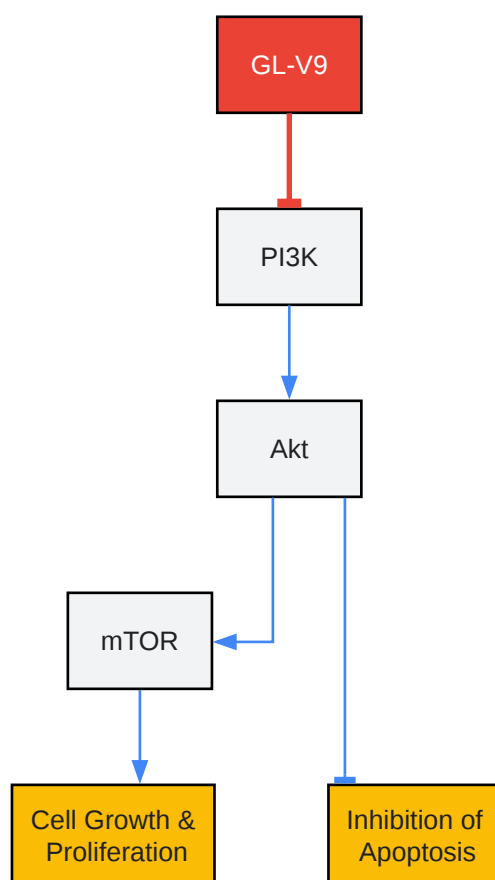 GL-V9
PI3K
Akt
mTOR
Cell Growth &
Proliferation
Inhibition of
Apoptosis